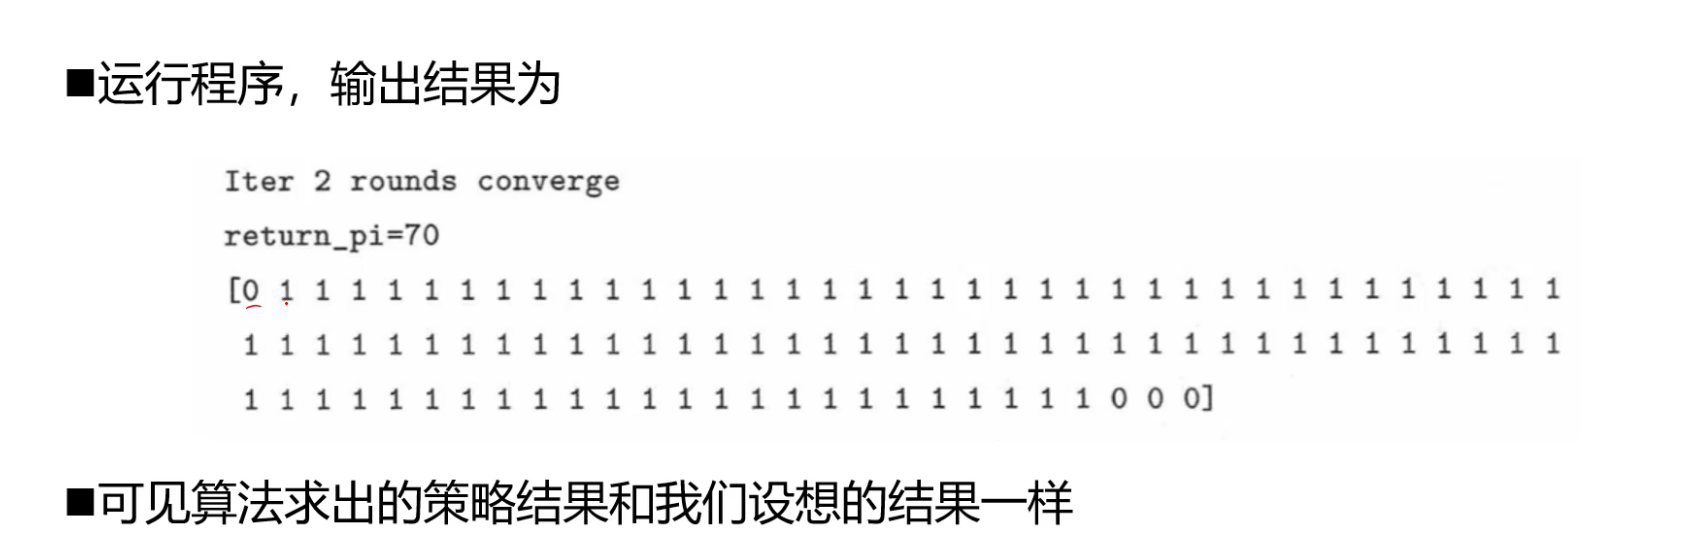 ■运行程序，输出结果为
Iter 2 rounds converge
return_pi=70
[0 1 1 1 1 1 1 1 1 1 1 1 1 1 1 1 1 1 1 1 1 1 1 1 1 1 1 1 1 1 1 1 1 1 1 1 1
1 1 1 1 1 1 1 1 1 1 1 1 1 1 1 1 1 1 1 1 1 1 1 1 1 1 1 1 1 1 1 1 1 1 1 1 1
1 1 1 1 1 1 1 1 1 1 1 1 1 1 1 1 1 1 1 1 1 1 1 1 0 0 0]
■可见算法求出的策略结果和我们设想的结果一样